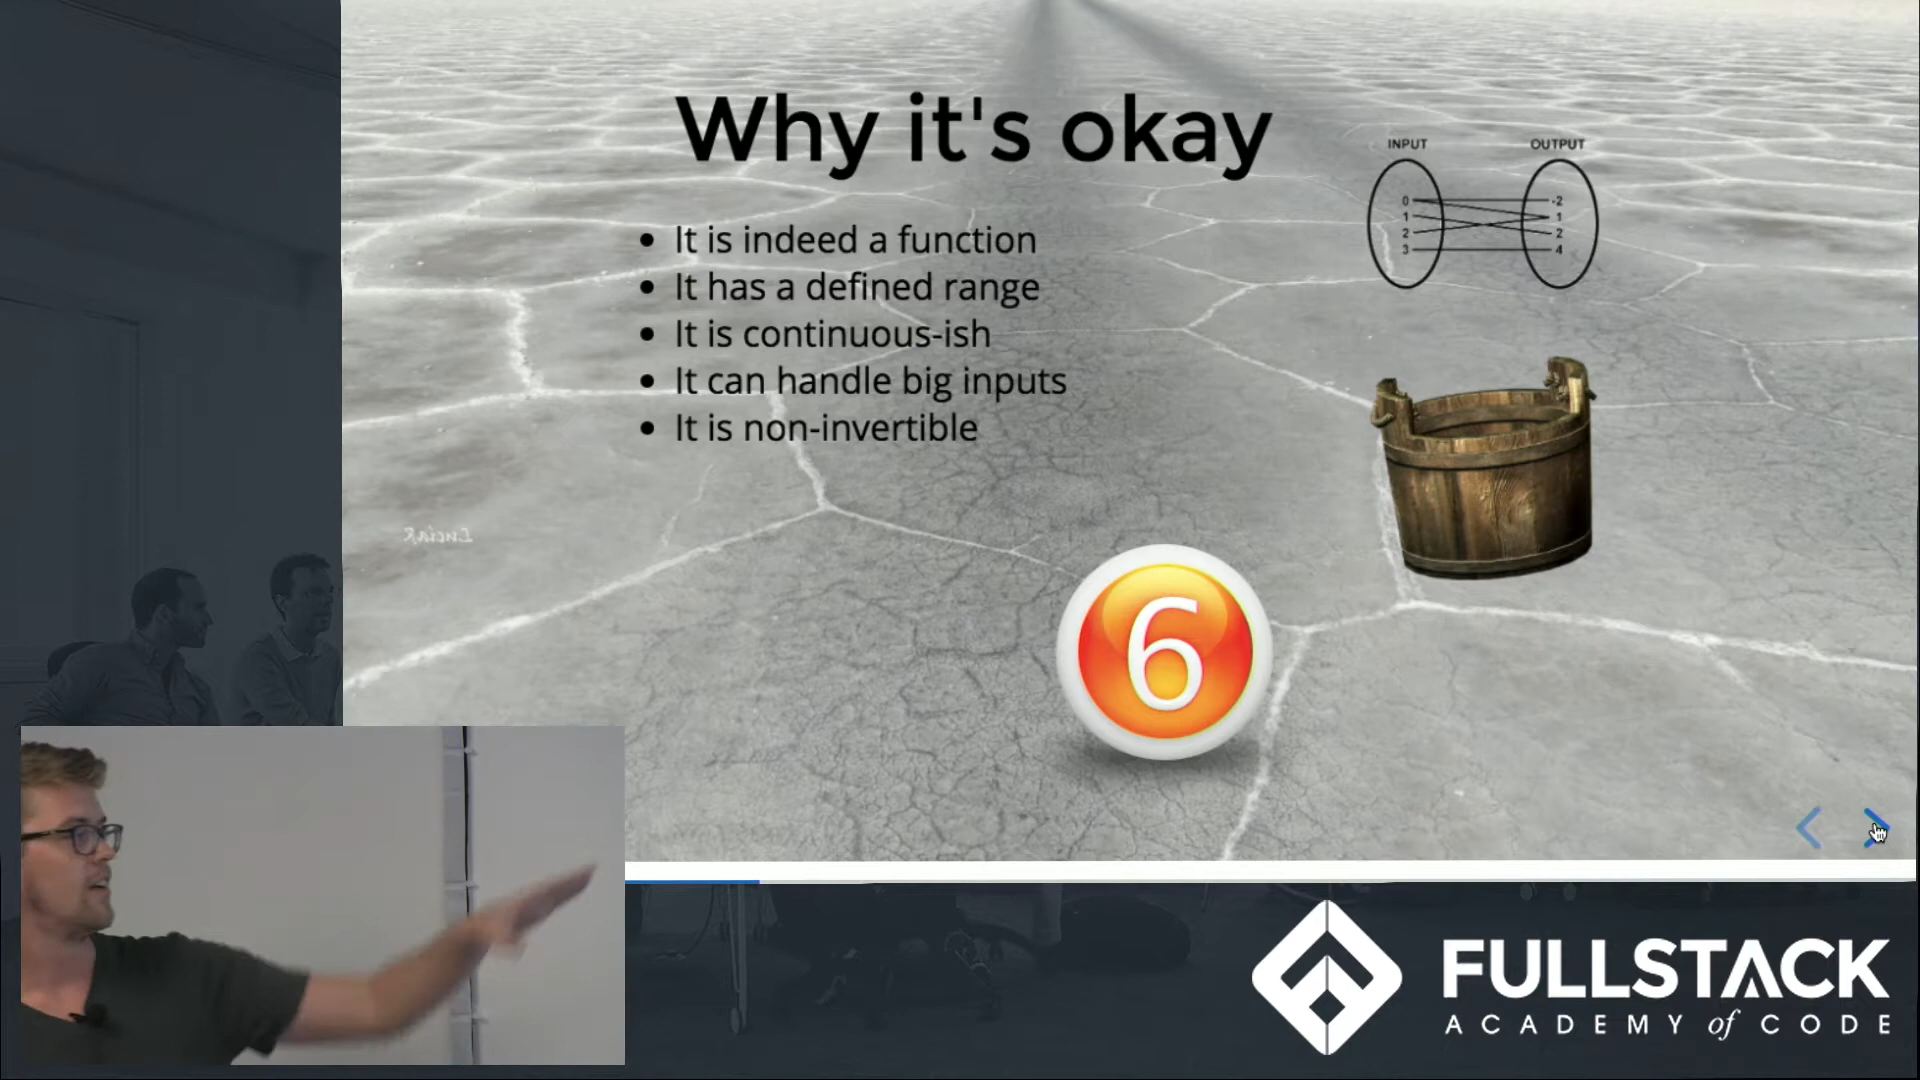 Why it's okay
INPUT OUTPUT
0 -2
1 1
2 2
3 4
• It is indeed a function
• It has a defined range
• It is continuous-ish
• It can handle big inputs
• It is non-invertible
LuciaR
6
FULLSTACK
ACADEMY of CODE